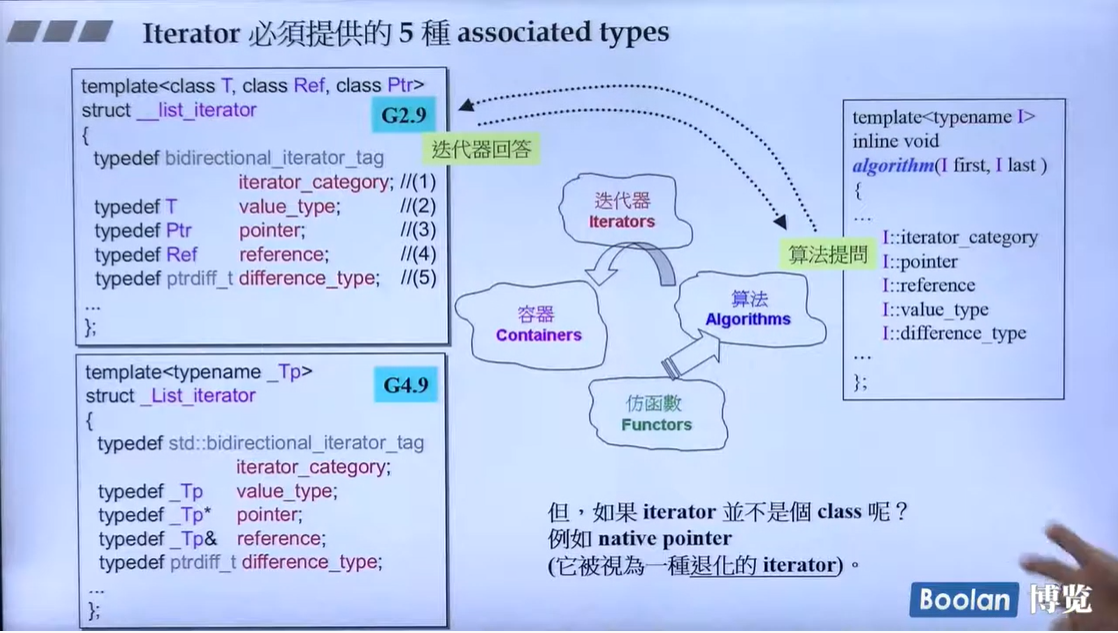 Iterator 必須提供的 5 種 associated types
template<class T, class Ref, class Ptr>
struct __list_iterator
G2.9
{
typedef bidirectional_iterator_tag
iterator_category; //(1)
typedef T value_type; //(2)
typedef Ptr pointer; //(3)
typedef Ref reference; //(4)
typedef ptrdiff_t difference_type; //(5)
...
};
template<typename _Tp>
struct _List_iterator
G4.9
{
typedef std::bidirectional_iterator_tag
iterator_category;
typedef _Tp value_type;
typedef _Tp* pointer;
typedef _Tp& reference;
typedef ptrdiff_t difference_type;
...
};
迭代器回答
迭代器
Iterators
容器
Containers
算法
Algorithms
仿函數
Functors
算法提問
template<typename I>
inline void
algorithm(I first, I last )
{
...
I::iterator_category
I::pointer
I::reference
I::value_type
I::difference_type
...
};
但，如果 iterator 並不是個 class 呢？
例如 native pointer
(它被視為一種退化的 iterator)。
Boolan 博览